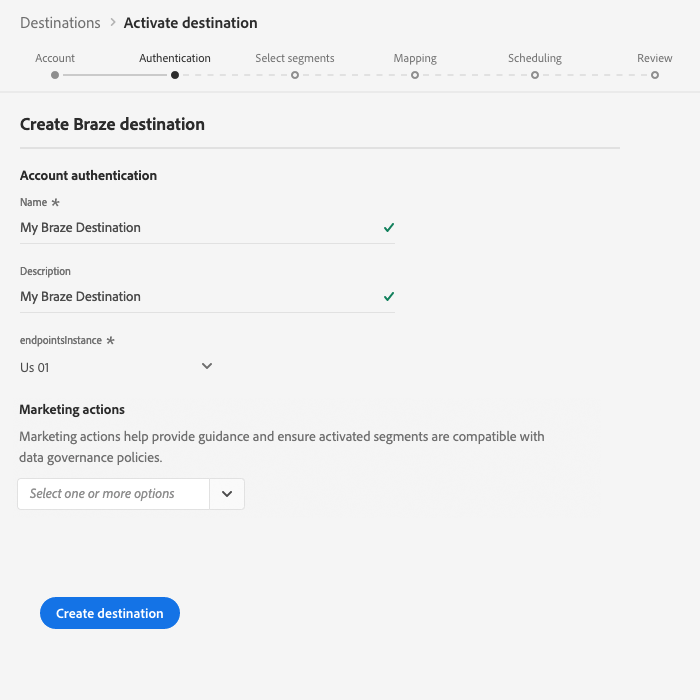 Destinations > Activate destination
Account Authentication Select segments Mapping Scheduling Review
Create Braze destination
Account authentication
Name *
My Braze Destination
Description
My Braze Destination
endpointsInstance *
Us 01
Marketing actions
Marketing actions help provide guidance and ensure activated segments are compatible with
data governance policies.
Select one or more options
Create destination